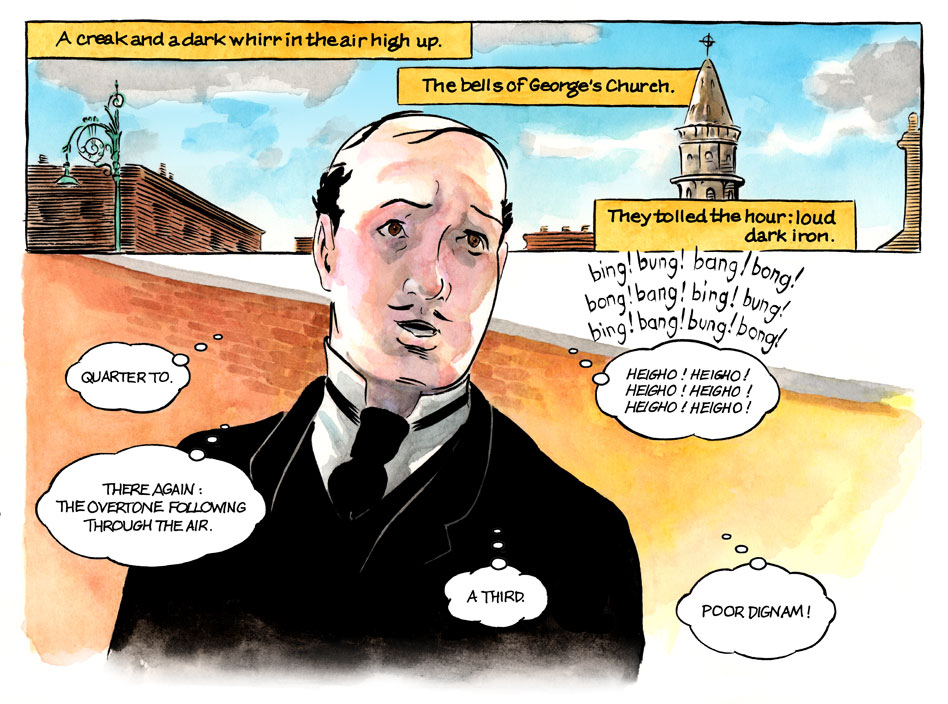 A creak and a dark whirr in the air high up.
The bells of George's Church.
They tolled the hour: loud
dark iron.
bing! bung! bang! bong!
bong! bang! bing! bung!
bing! bang! bung! bong!
HEIGHO! HEIGHO!
HEIGHO! HEIGHO!
HEIGHO! HEIGHO!
QUARTER TO.
THERE AGAIN:
THE OVERTONE FOLLOWING
THROUGH THE AIR.
A THIRD.
POOR DIGNAM!